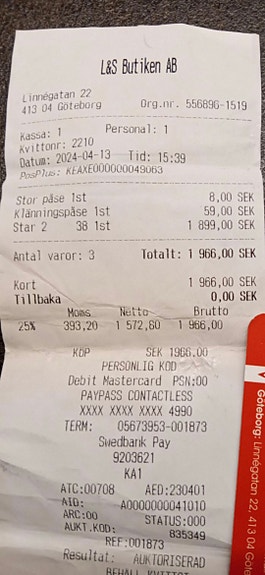 L&S Butiken AB
Linnégatan 22
413 04 Göteborg Org.nr. 556896-1519
Kassa: 1 Personal: 1
Kvittonr: 2210
Datum: 2024-04-13 Tid: 15:39
PosPlus: KEAXE000000049063
Stor påse 1st 8,00 SEK
Klänningspåse 1st 59,00 SEK
Star 2 38 1st 1 899,00 SEK
Antal varor: 3 Totalt: 1 966,00 SEK
Kort 1 966,00 SEK
Tillbaka 0,00 SEK
Moms Netto Brutto
25% 393,20 1 572,80 1 966,00
KÖP SEK 1966,00
PERSONLIG KOD
Debit Mastercard PSN:00
PAYPASS CONTACTLESS
XXXX XXXX XXXX 4990
TERM: 05673953-001873
Swedbank Pay
9203621
KA1
ATC:00708 AED:230401
AID: A0000000041010
ARC:00 STATUS:000
AUKT.KOD: 835349
REF:001873
Resultat: AUKTORISERAD
BEHÅLL KVITTOT
Göteborg: Linnégatan 22, 413 04 Göte